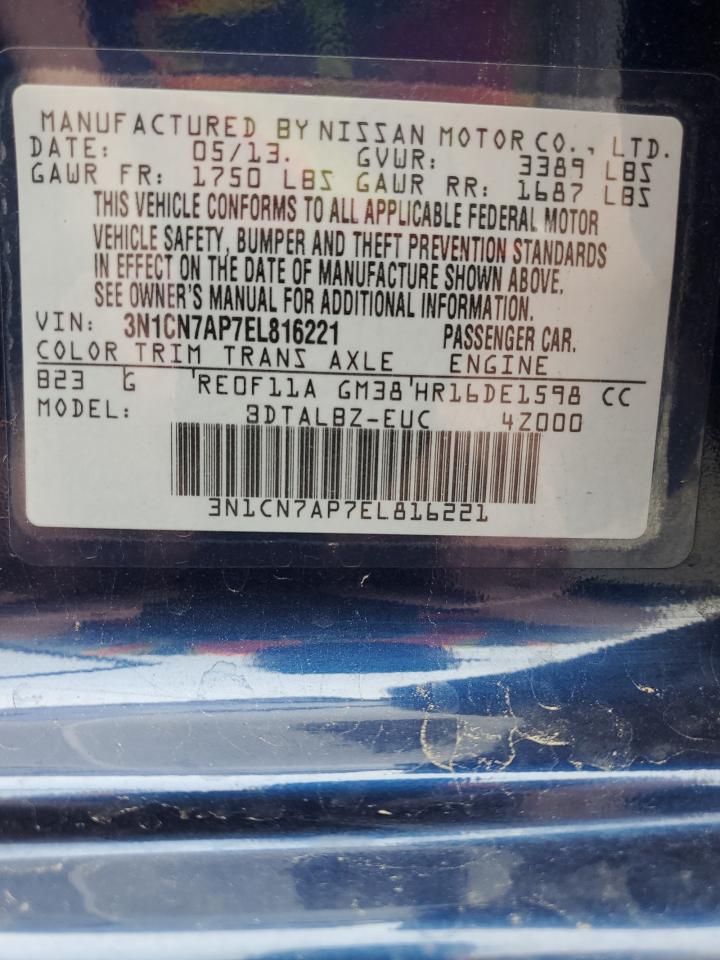 MANUFACTURED BY NISSAN MOTOR CO., LTD.
DATE: 05/13. GVWR: 3389 LBS
GAWR FR: 1750 LBS GAWR RR: 1687 LBS
THIS VEHICLE CONFORMS TO ALL APPLICABLE FEDERAL MOTOR
VEHICLE SAFETY, BUMPER AND THEFT PREVENTION STANDARDS
IN EFFECT ON THE DATE OF MANUFACTURE SHOWN ABOVE.
SEE OWNER'S MANUAL FOR ADDITIONAL INFORMATION.
VIN: 3N1CN7AP7EL816221 PASSENGER CAR.
COLOR TRIM TRANS AXLE ENGINE
B23 G 'RE0F11A GM38'HR16DE1598 CC
MODEL: 3DTALBZ-EUC 4Z000
3N1CN7AP7EL816221